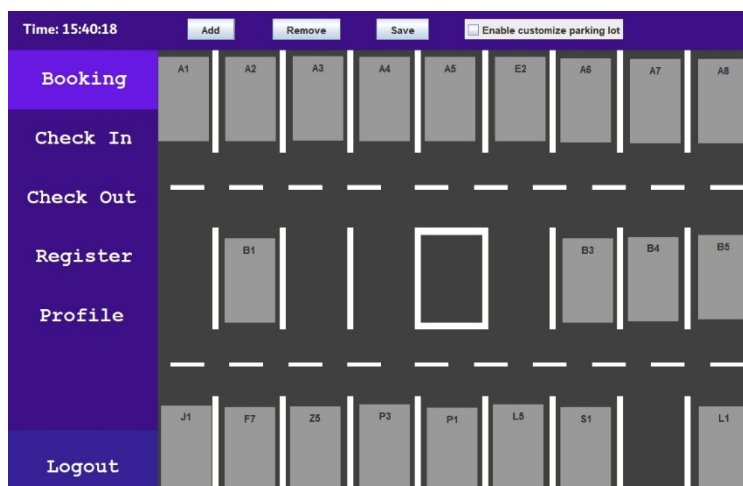 Time: 15:40:18
Add
Remove
Save
Enable customize parking lot
Booking
Check In
Check Out
Register
Profile
Logout
A1 A2 A3 A4 A5 E2 A6 A7 A8
B1 B3 B4 B5
J1 F7 Z5 P3 P1 L5 S1 L1